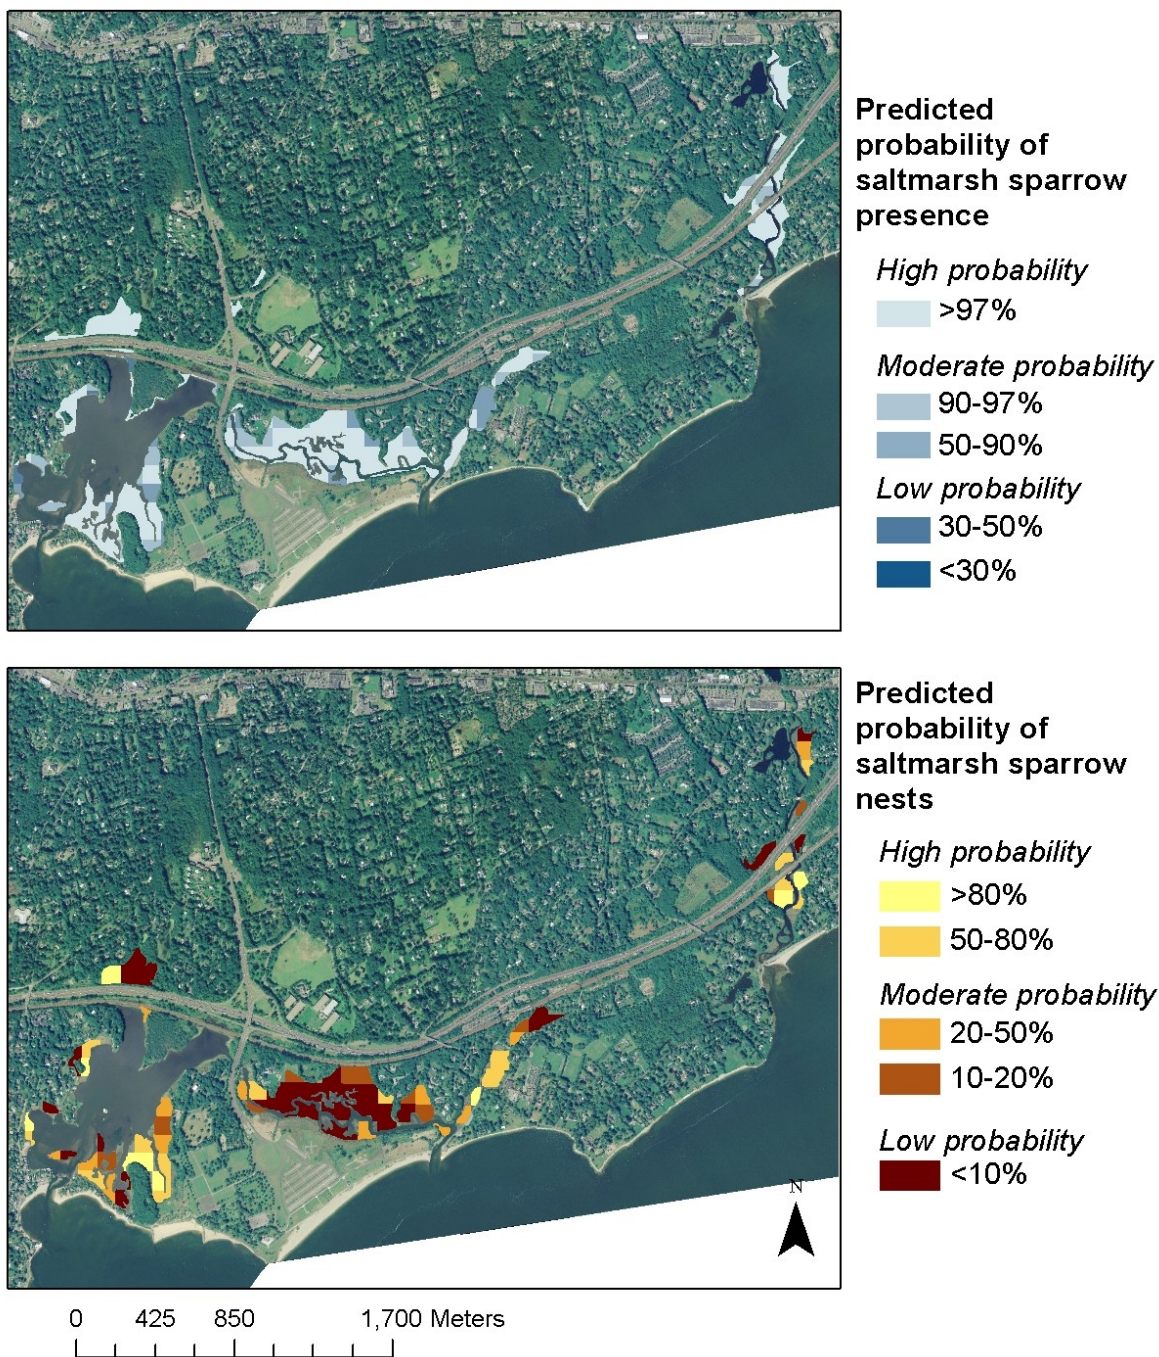 Predicted
probability of
saltmarsh sparrow
presence
High probability
>97%
Moderate probability
90-97%
50-90%
Low probability
30-50%
<30%
Predicted
probability of
saltmarsh sparrow
nests
High probability
>80%
50-80%
Moderate probability
20-50%
10-20%
Low probability
<10%
N
0 425 850 1,700 Meters